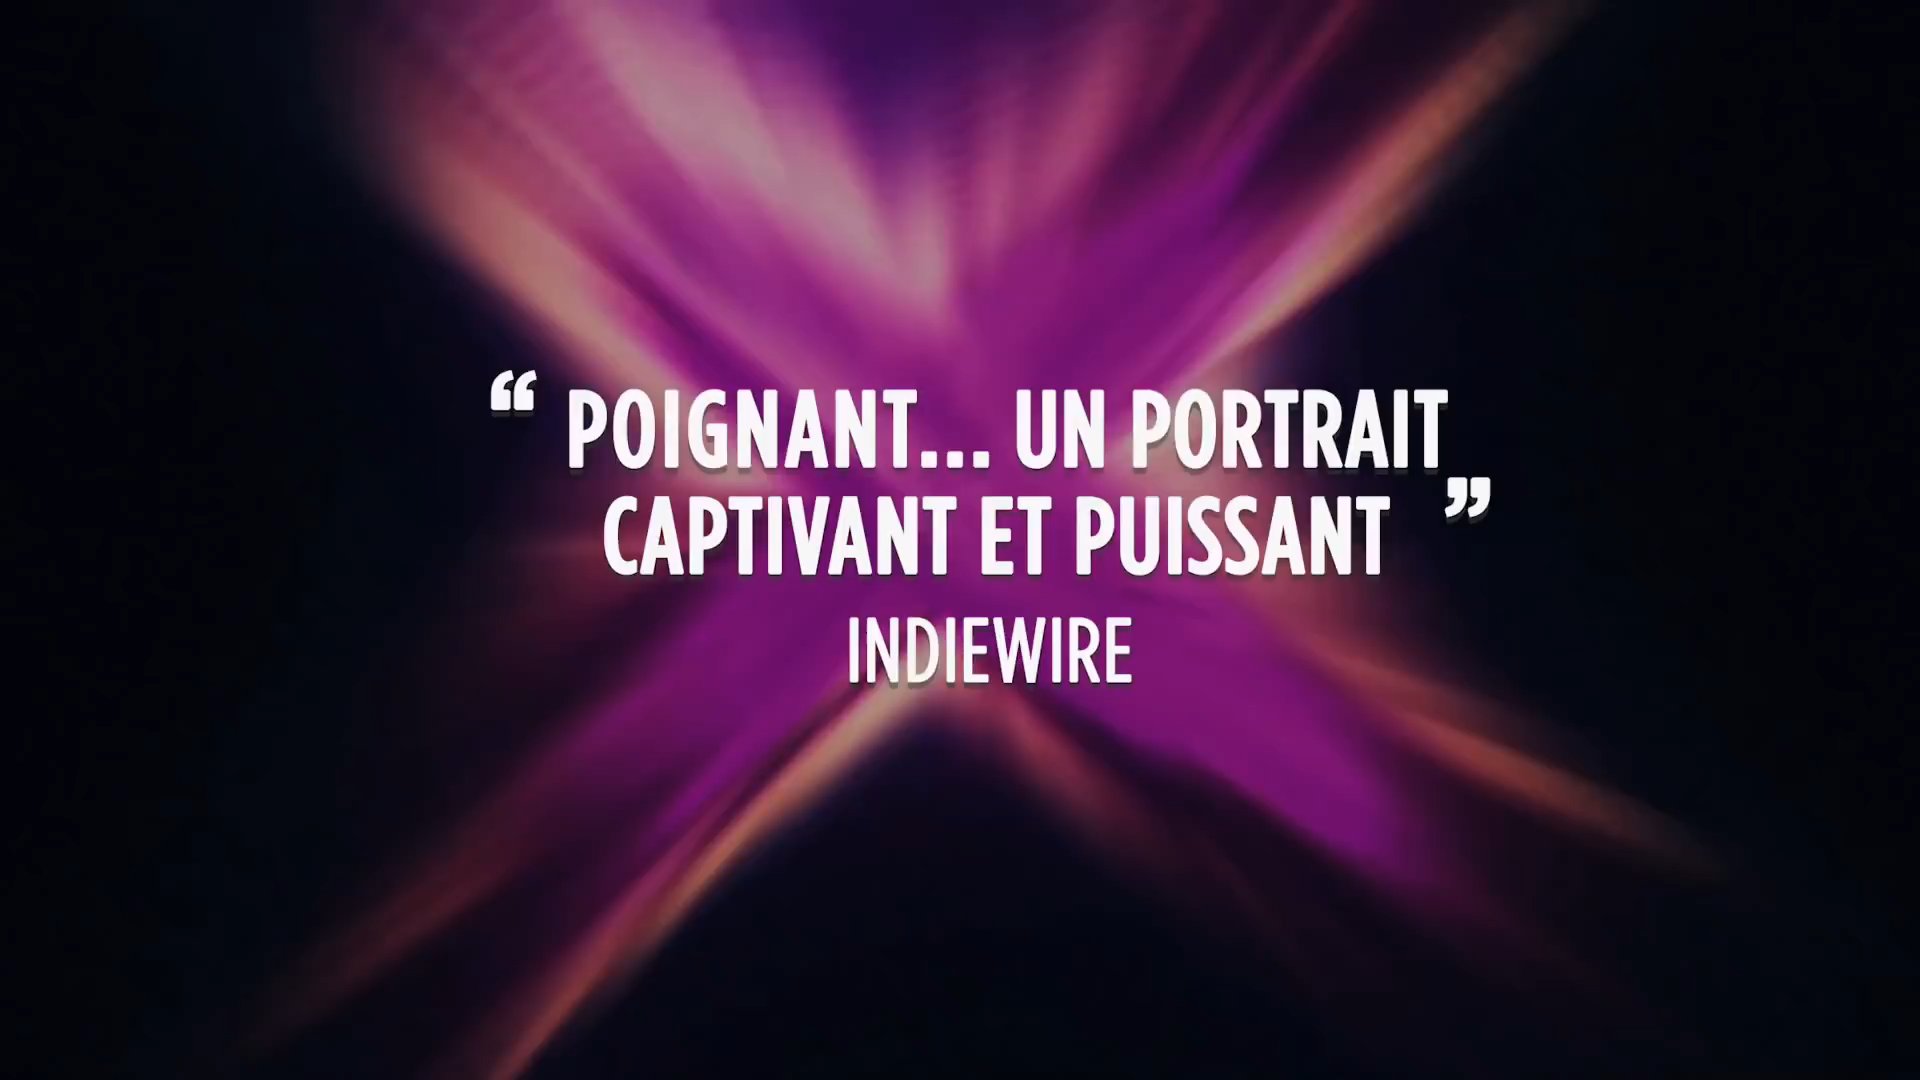 “ POIGNANT... UN PORTRAIT
CAPTIVANT ET PUISSANT ”
INDIEWIRE